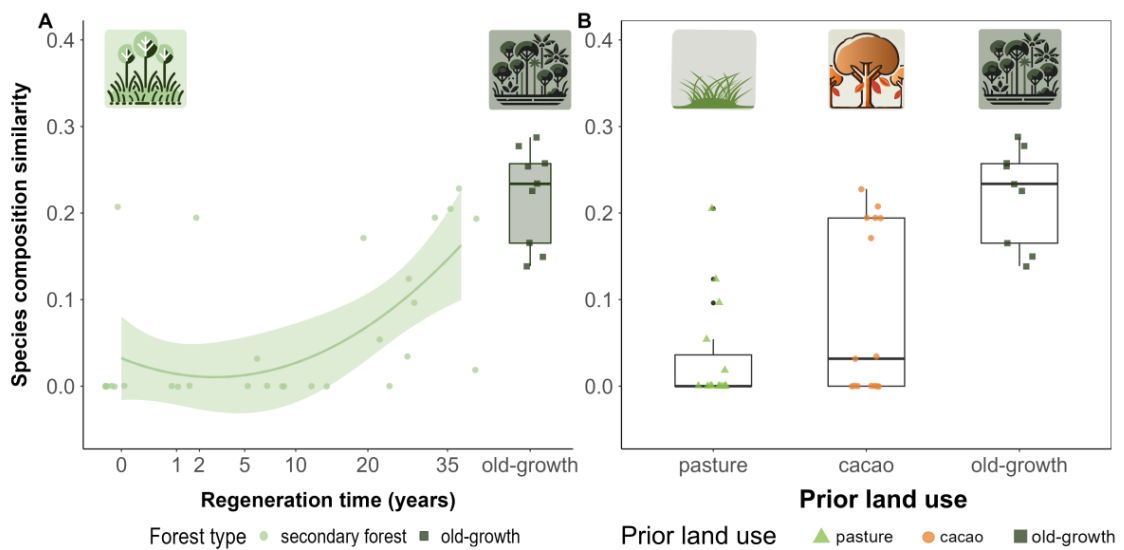 A
B
Species composition similarity
0.4
0.3
0.2
0.1
0.0
0 1 2 5 10 20 35 old-growth
Regeneration time (years)
Forest type secondary forest old-growth
0.4
0.3
0.2
0.1
0.0
pasture cacao old-growth
Prior land use
Prior land use pasture cacao old-growth